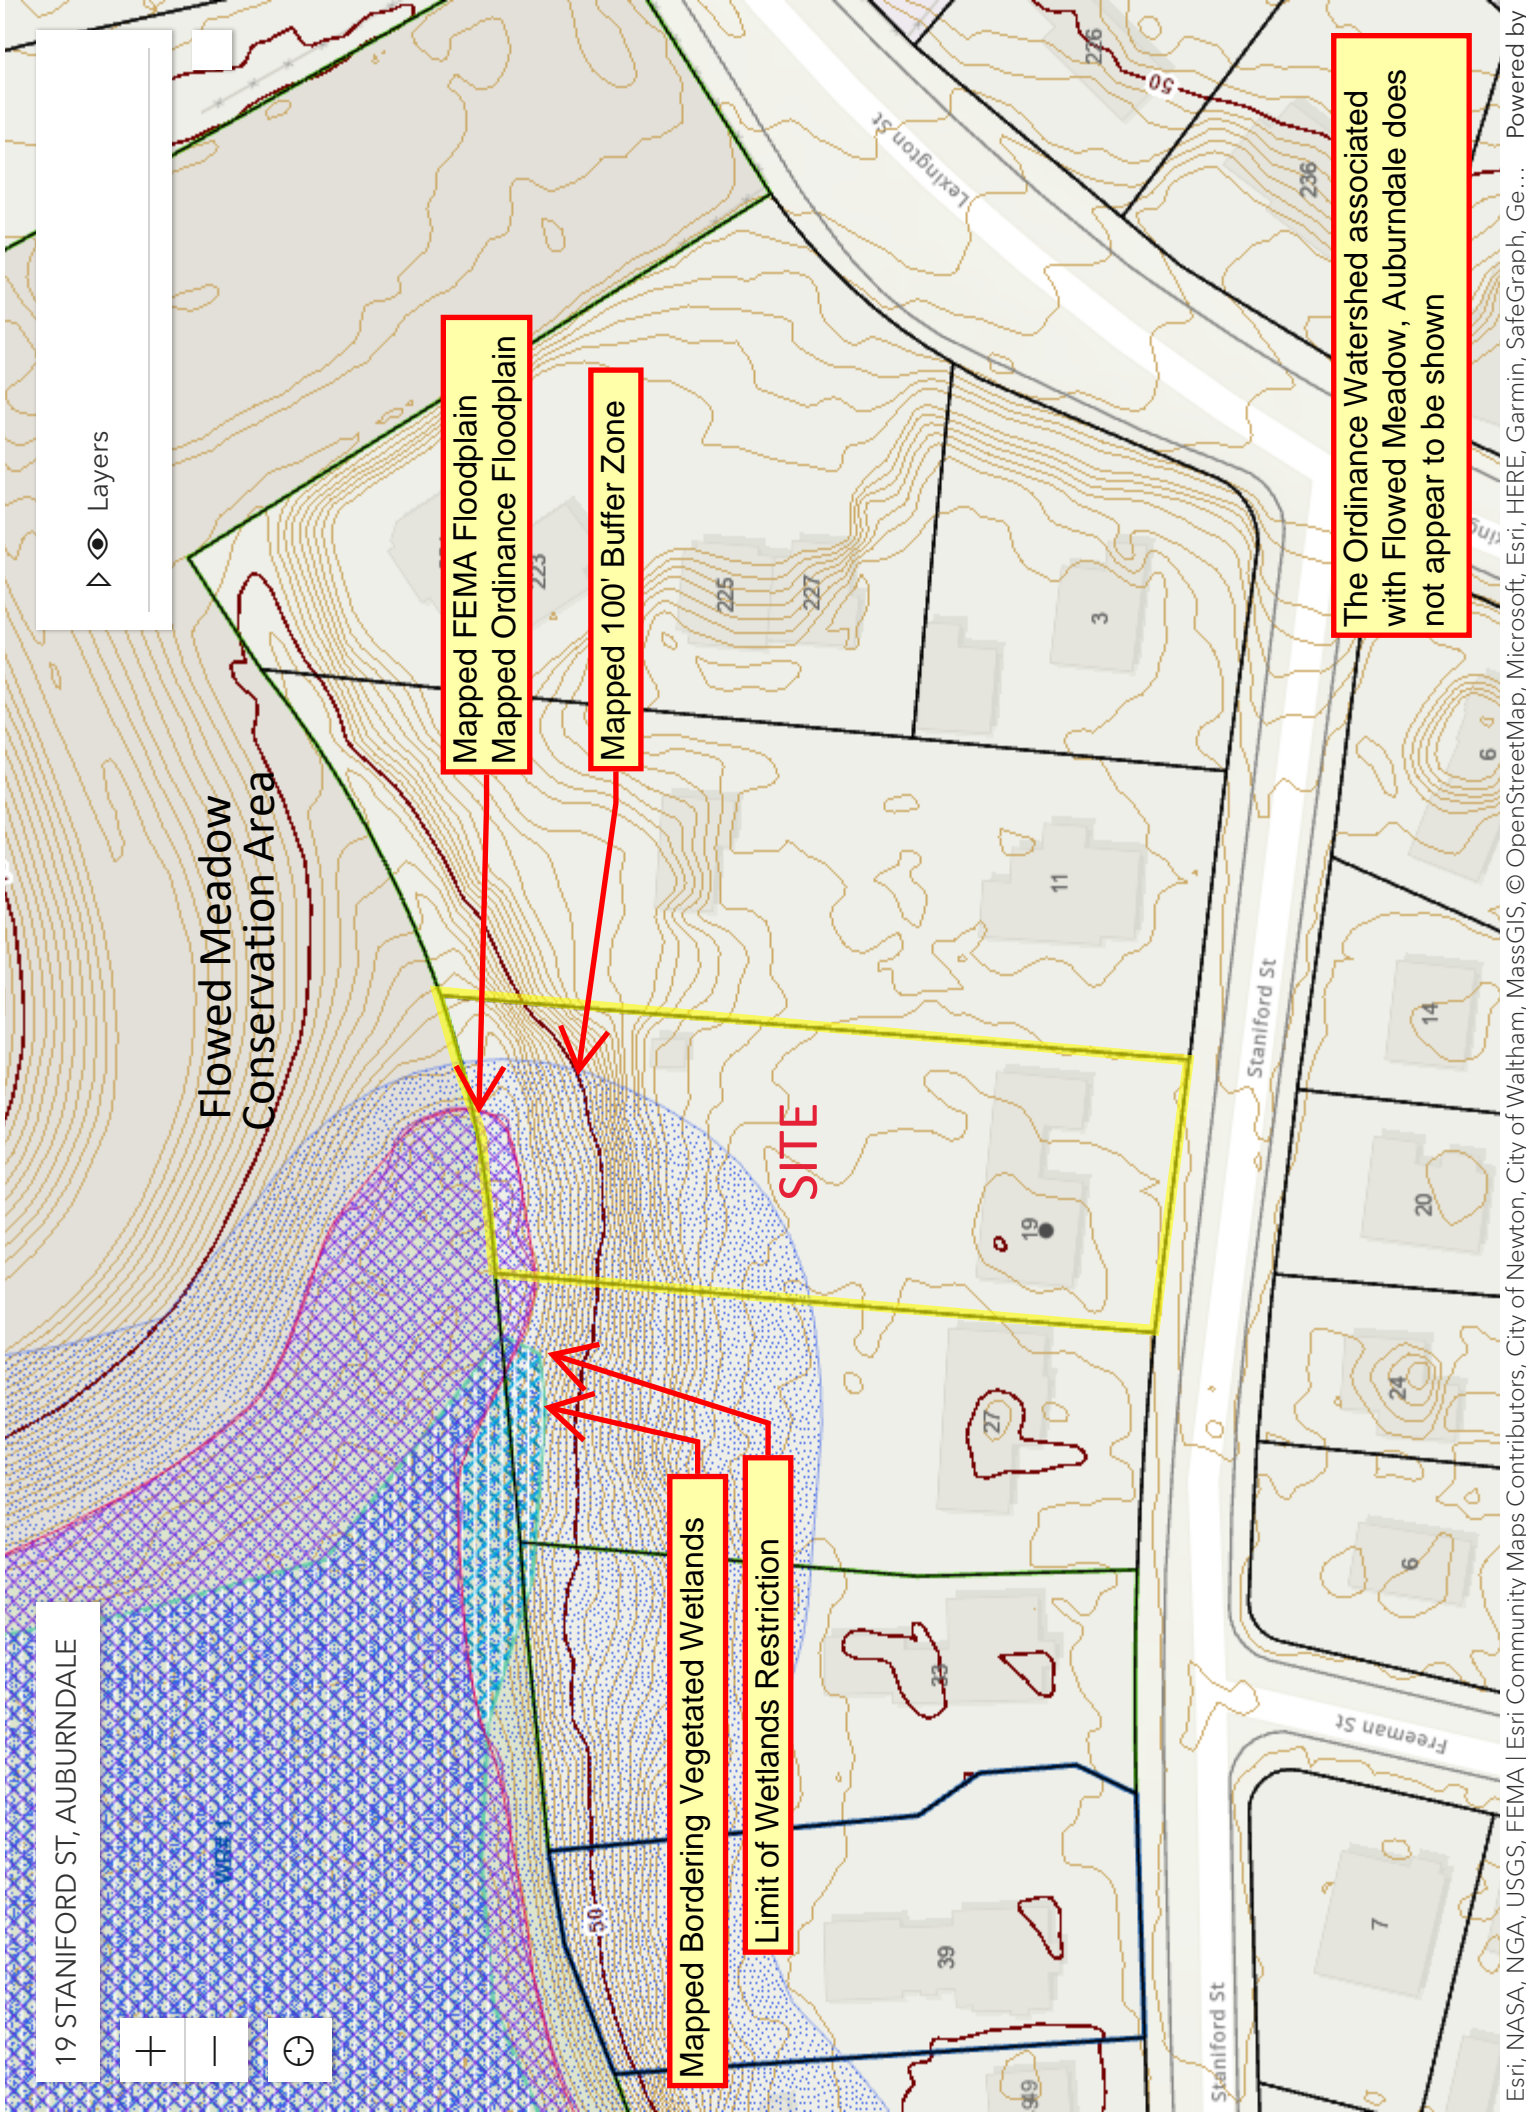 19 STANIFORD ST, AUBURNDALE
Layers
WBE 1
Flowed Meadow
Conservation Area
Mapped FEMA Floodplain
Mapped Ordinance Floodplain
Mapped 100' Buffer Zone
Mapped Bordering Vegetated Wetlands
Limit of Wetlands Restriction
SITE
The Ordinance Watershed associated
with Flowed Meadow, Auburndale does
not appear to be shown
Lexington St
Staniford St
Staniford St
Freeman St
50
50
223
225
227
226
236
3
11
19
27
33
39
49
6
14
20
24
6
7
Esri, NASA, NGA, USGS, FEMA | Esri Community Maps Contributors, City of Newton, City of Waltham, MassGIS, © OpenStreetMap, Microsoft, Esri, HERE, Garmin, SafeGraph, Ge... Powered by